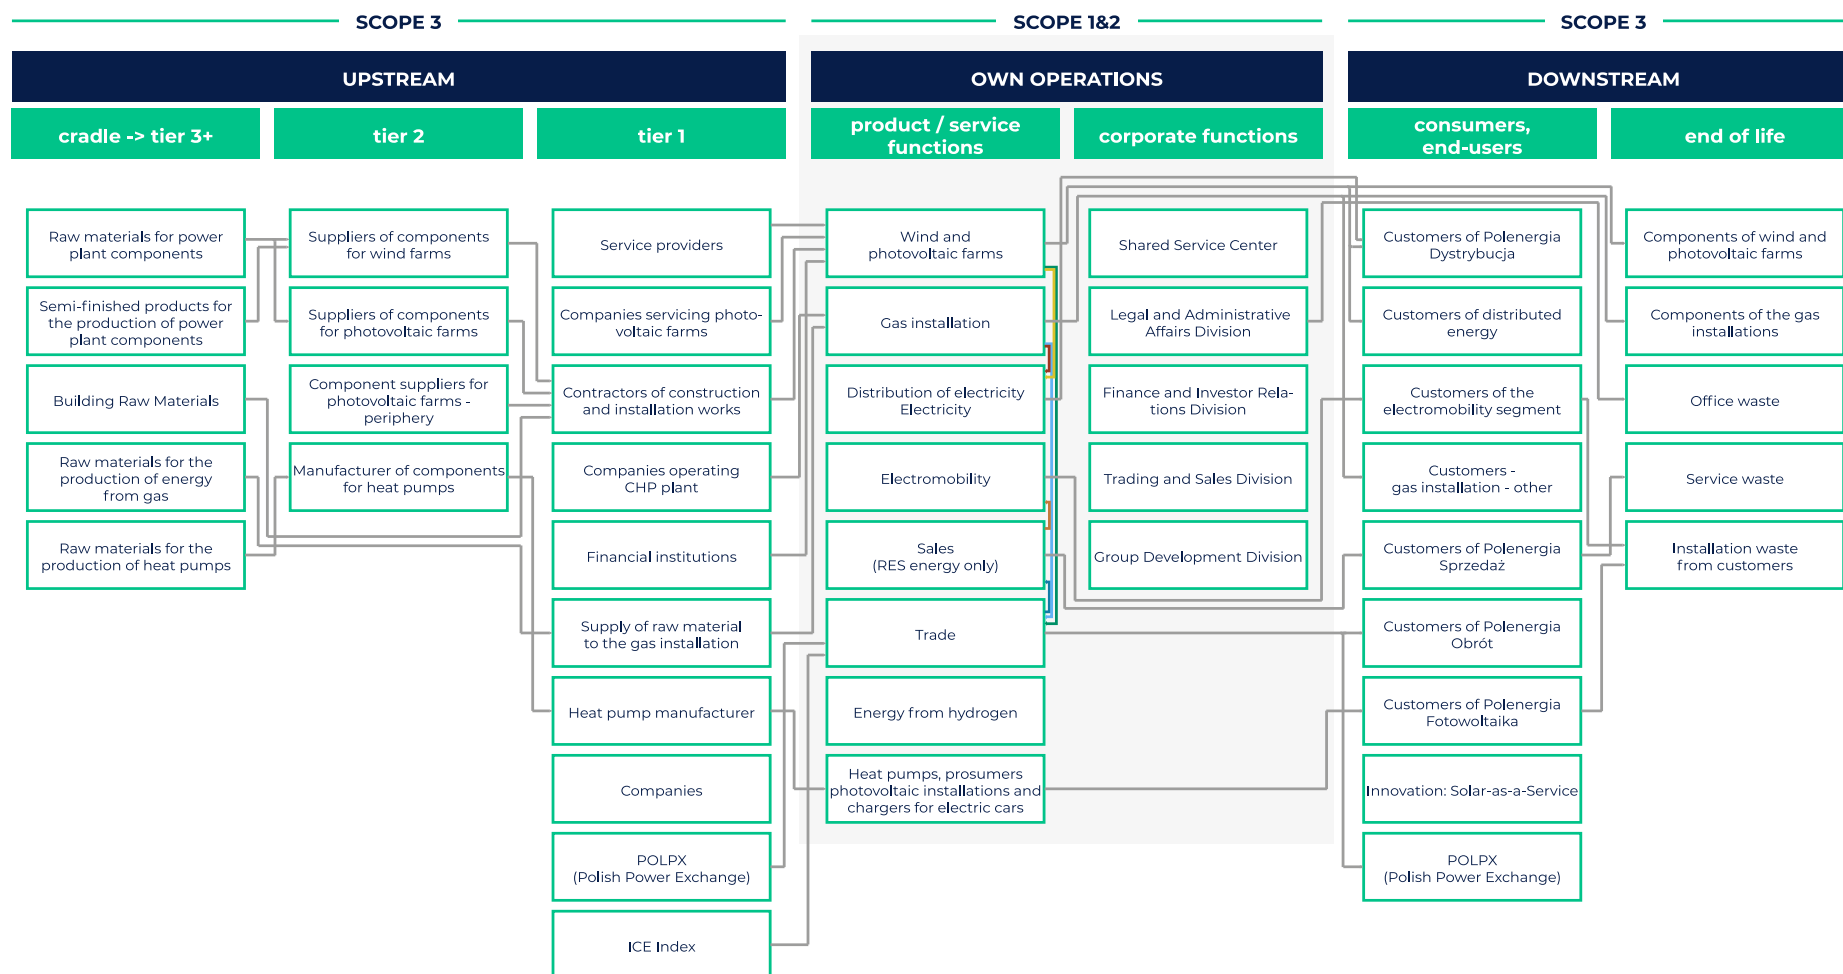 SCOPE 3
SCOPE 1&2
SCOPE 3
UPSTREAM
OWN OPERATIONS
DOWNSTREAM
cradle -> tier 3+
tier 2
tier 1
product / service
functions
corporate functions
consumers,
end-users
end of life
Raw materials for power
plant components
Semi-finished products for
the production of power
plant components
Building Raw Materials
Raw materials for the
production of energy
from gas
Raw materials for the
production of heat pumps
Suppliers of components
for wind farms
Suppliers of components
for photovoltaic farms
Component suppliers for
photovoltaic farms -
periphery
Manufacturer of components
for heat pumps
Service providers
Companies servicing photo-
voltaic farms
Contractors of construction
and installation works
Companies operating
CHP plant
Financial institutions
Supply of raw material
to the gas installation
Heat pump manufacturer
Companies
POLPX
(Polish Power Exchange)
ICE Index
Wind and
photovoltaic farms
Gas installation
Distribution of electricity
Electricity
Electromobility
Sales
(RES energy only)
Trade
Energy from hydrogen
Heat pumps, prosumers
photovoltaic installations and
chargers for electric cars
Shared Service Center
Legal and Administrative
Affairs Division
Finance and Investor Rela-
tions Division
Trading and Sales Division
Group Development Division
Customers of Polenergia
Dystrybucja
Customers of distributed
energy
Customers of the
electromobility segment
Customers -
gas installation - other
Customers of Polenergia
Sprzedaż
Customers of Polenergia
Obrót
Customers of Polenergia
Fotowoltaika
Innovation: Solar-as-a-Service
POLPX
(Polish Power Exchange)
Components of wind and
photovoltaic farms
Components of the gas
installations
Office waste
Service waste
Installation waste
from customers